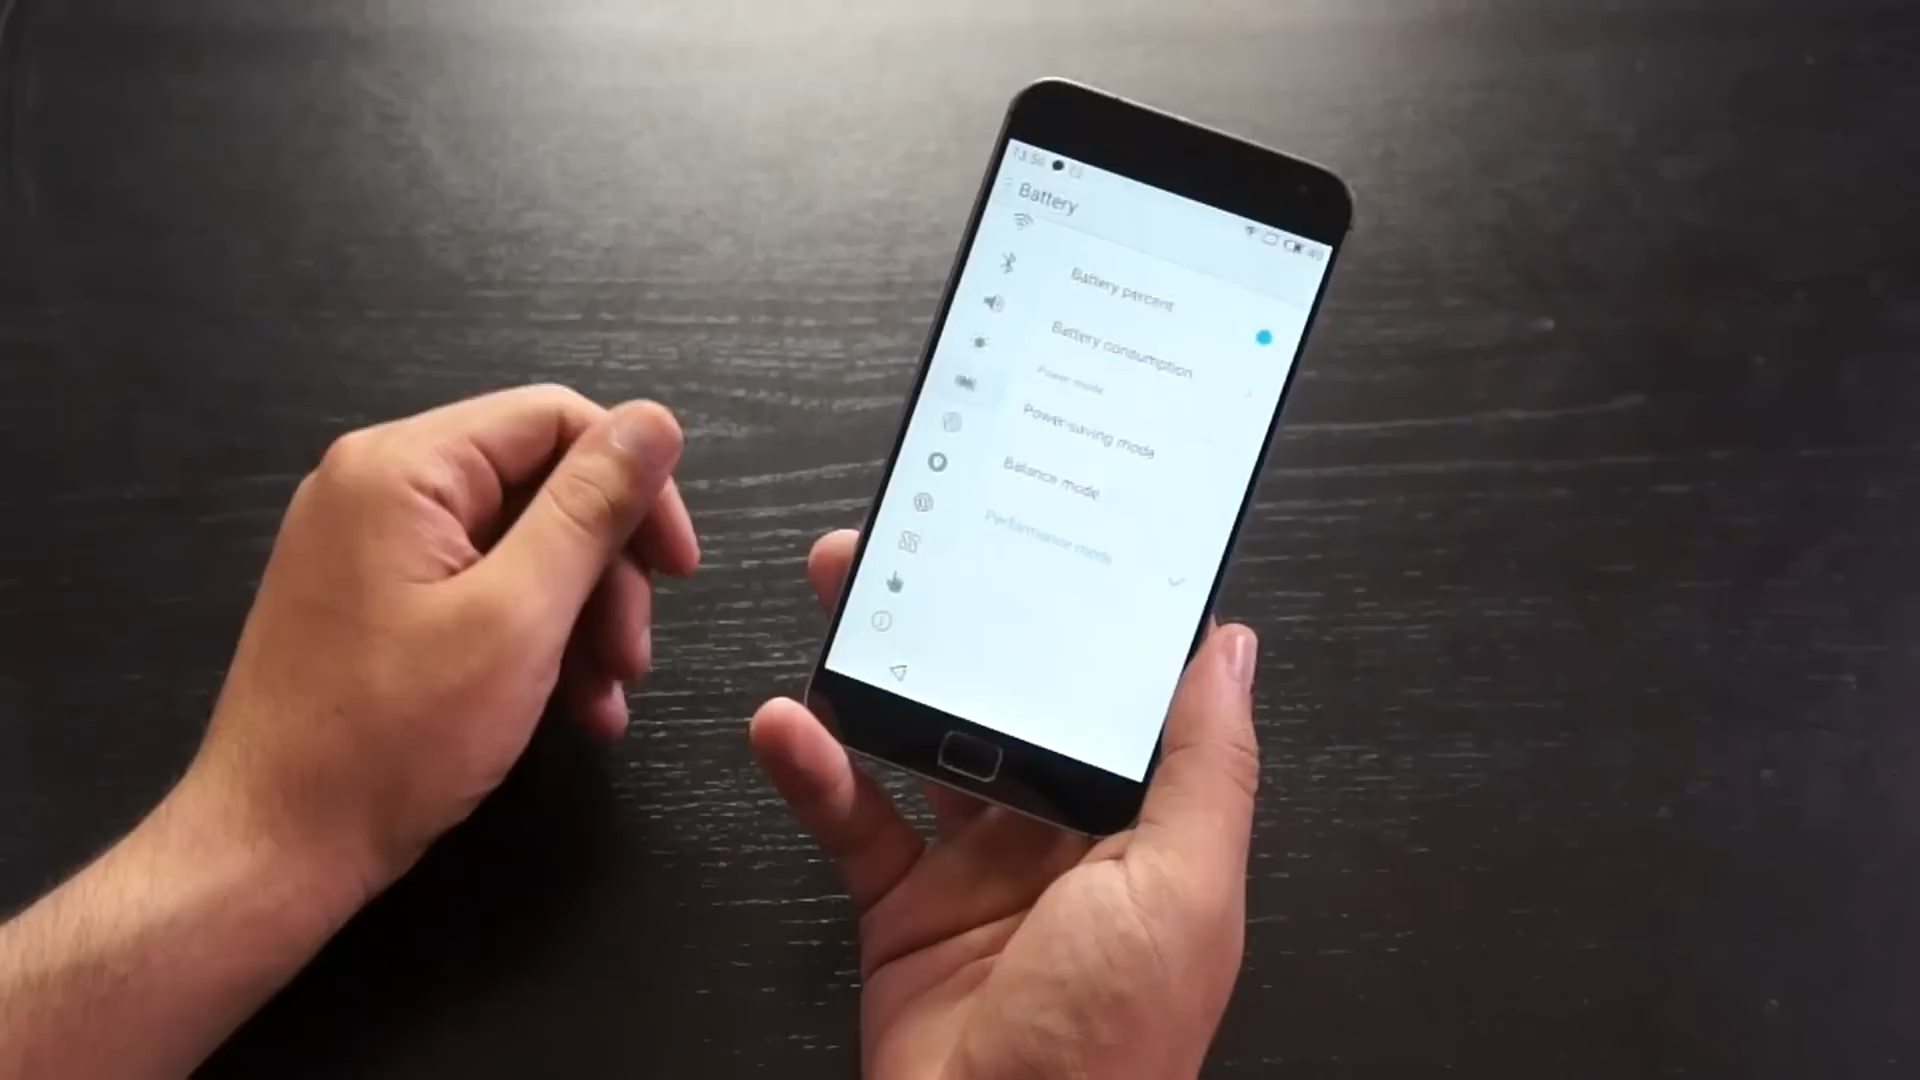 Battery
Battery percent
Battery consumption
Power mode
Power-saving mode
Balance mode
Performance mode